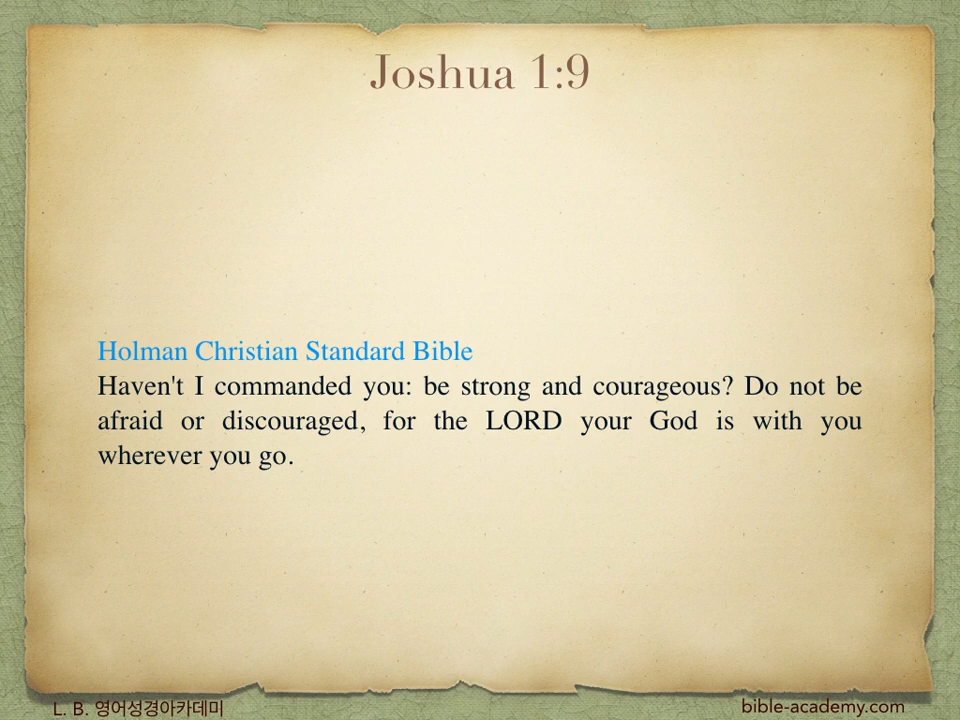 Joshua 1:9
Holman Christian Standard Bible
Haven't I commanded you: be strong and courageous? Do not be
afraid or discouraged, for the LORD your God is with you
wherever you go.
L. B. 영어성경아카데미
bible-academy.com